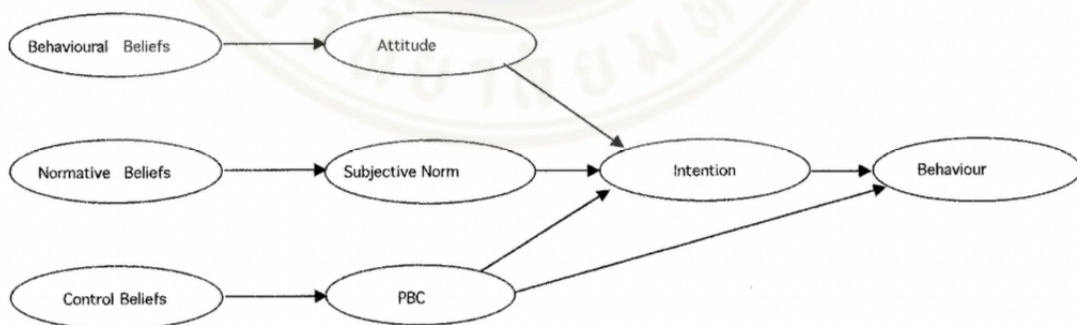 Behavioural Beliefs
Attitude
Normative Beliefs
Subjective Norm
Intention
Behaviour
Control Beliefs
PBC